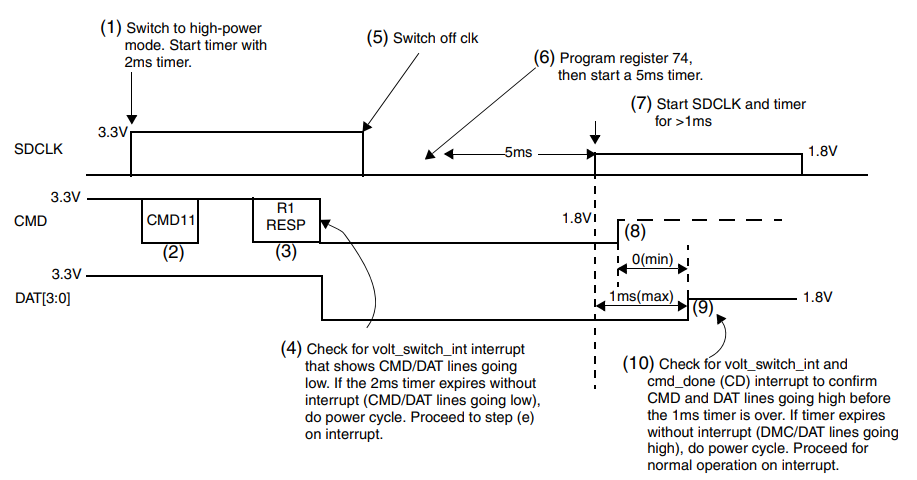 (1) Switch to high-power
mode. Start timer with
2ms timer.
(5) Switch off clk
(6) Program register 74,
then start a 5ms timer.
(7) Start SDCLK and timer
for >1ms
3.3V
SDCLK
5ms
1.8V
3.3V
CMD
CMD11
R1
RESP
1.8V
(2)
(3)
(8)
0(min)
3.3V
DAT[3:0]
1ms(max)
(9)
1.8V
(4) Check for volt_switch_int interrupt
that shows CMD/DAT lines going
low. If the 2ms timer expires without
interrupt (CMD/DAT lines going low),
do power cycle. Proceed to step (e)
on interrupt.
(10) Check for volt_switch_int and
cmd_done (CD) interrupt to confirm
CMD and DAT lines going high before
the 1ms timer is over. If timer expires
without interrupt (DMC/DAT lines going
high), do power cycle. Proceed for
normal operation on interrupt.